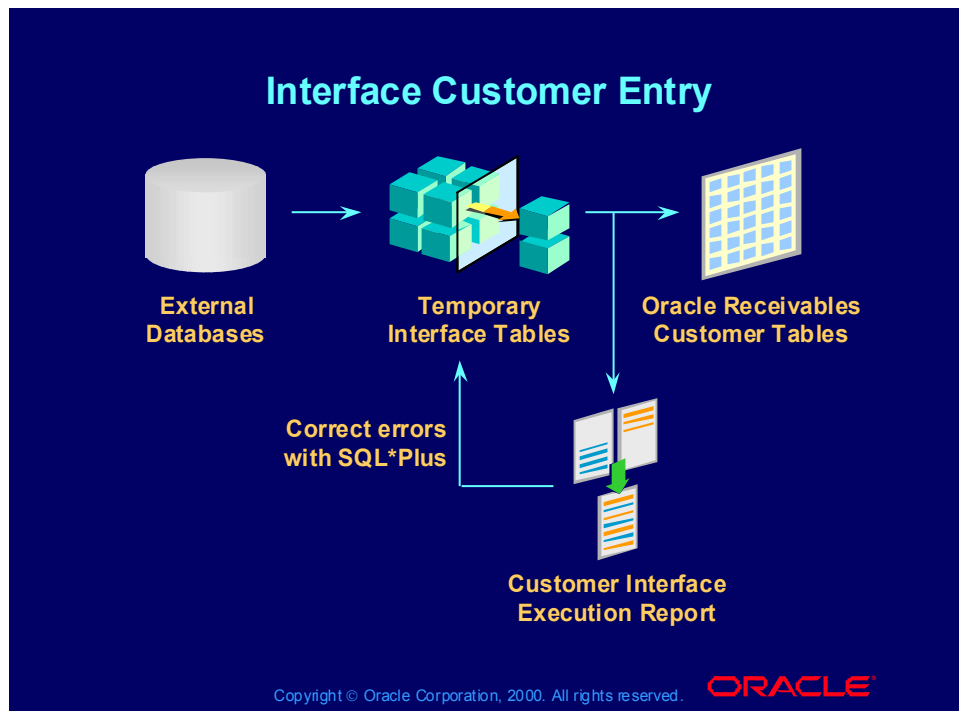 Interface Customer Entry
External
Databases
Temporary
Interface Tables
Oracle Receivables
Customer Tables
Correct errors
with SQL*Plus
Customer Interface
Execution Report
Copyright © Oracle Corporation, 2000. All rights reserved.
ORACLE®